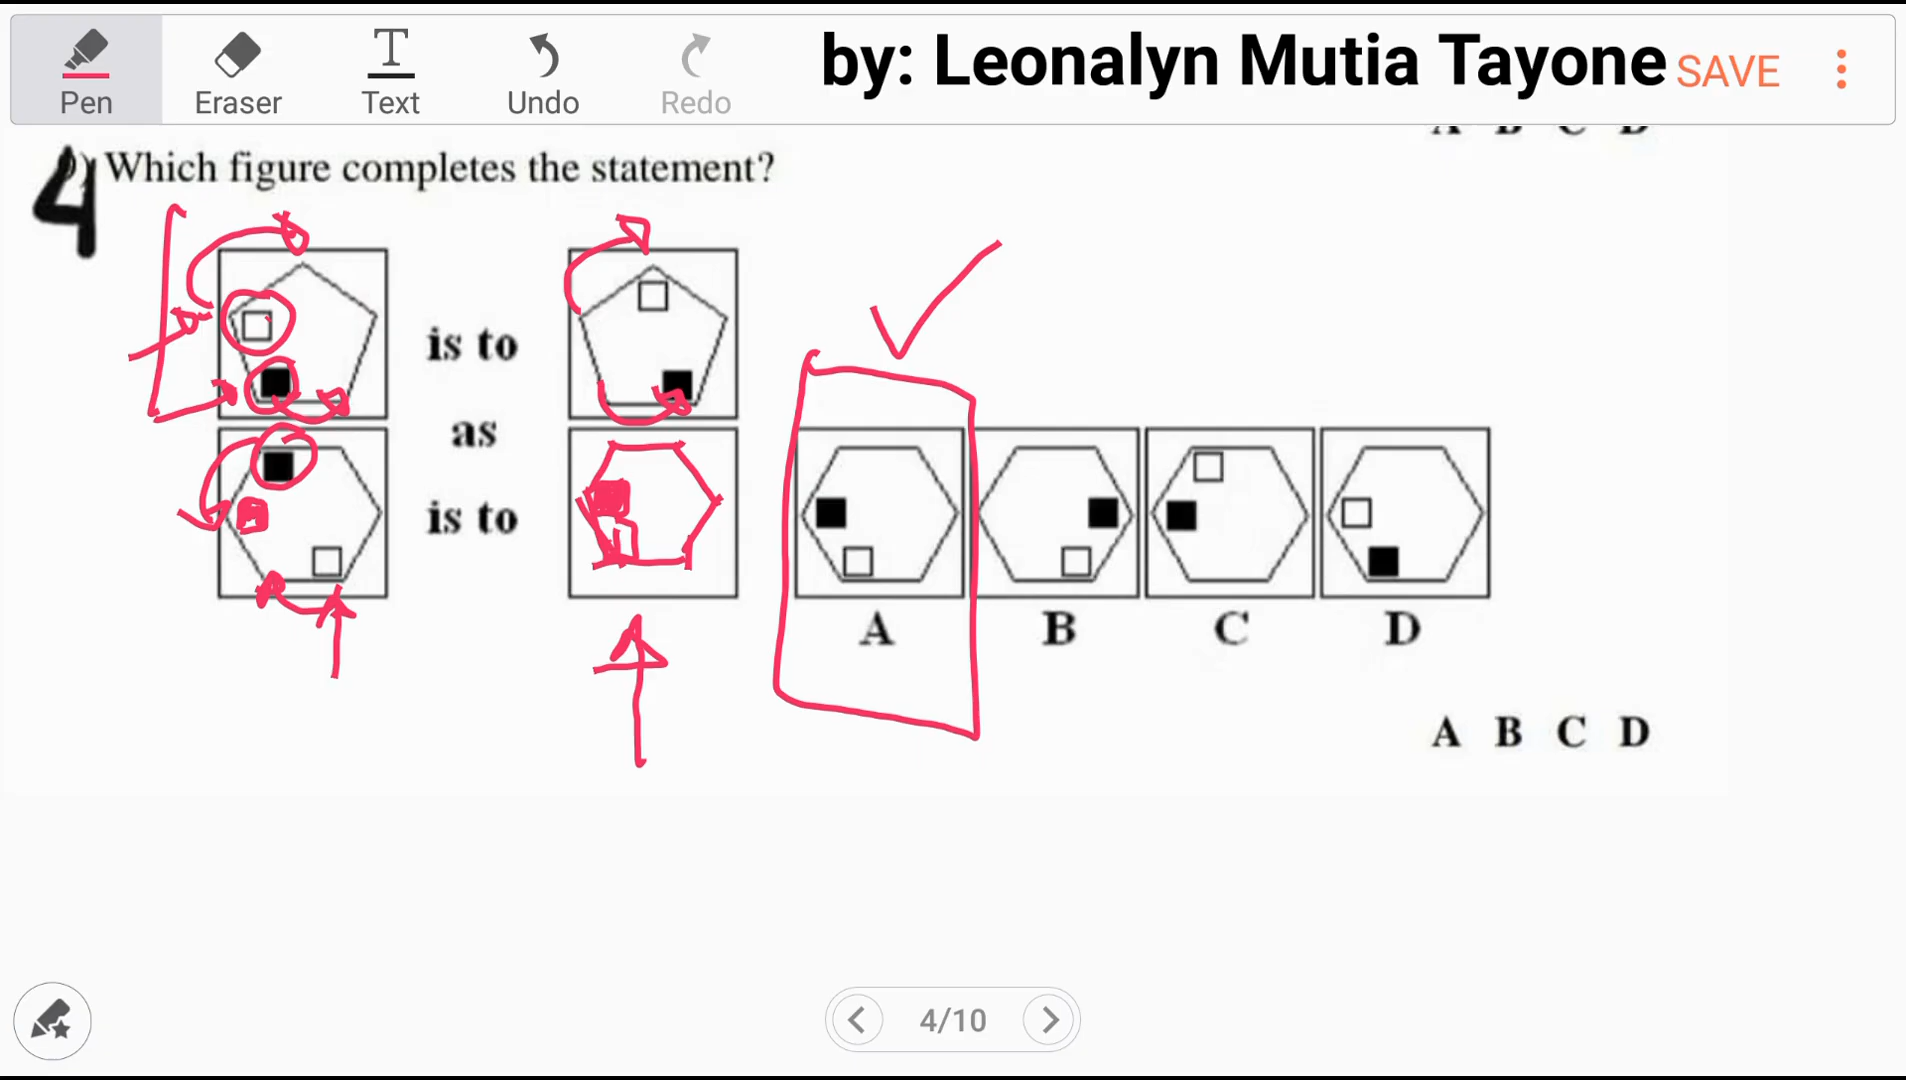 Pen
Eraser
Text
Undo
Redo
by: Leonalyn Mutia Tayone
SAVE
A B C D
4) Which figure completes the statement?
is to
as
is to
A B C D
A B C D
4/10